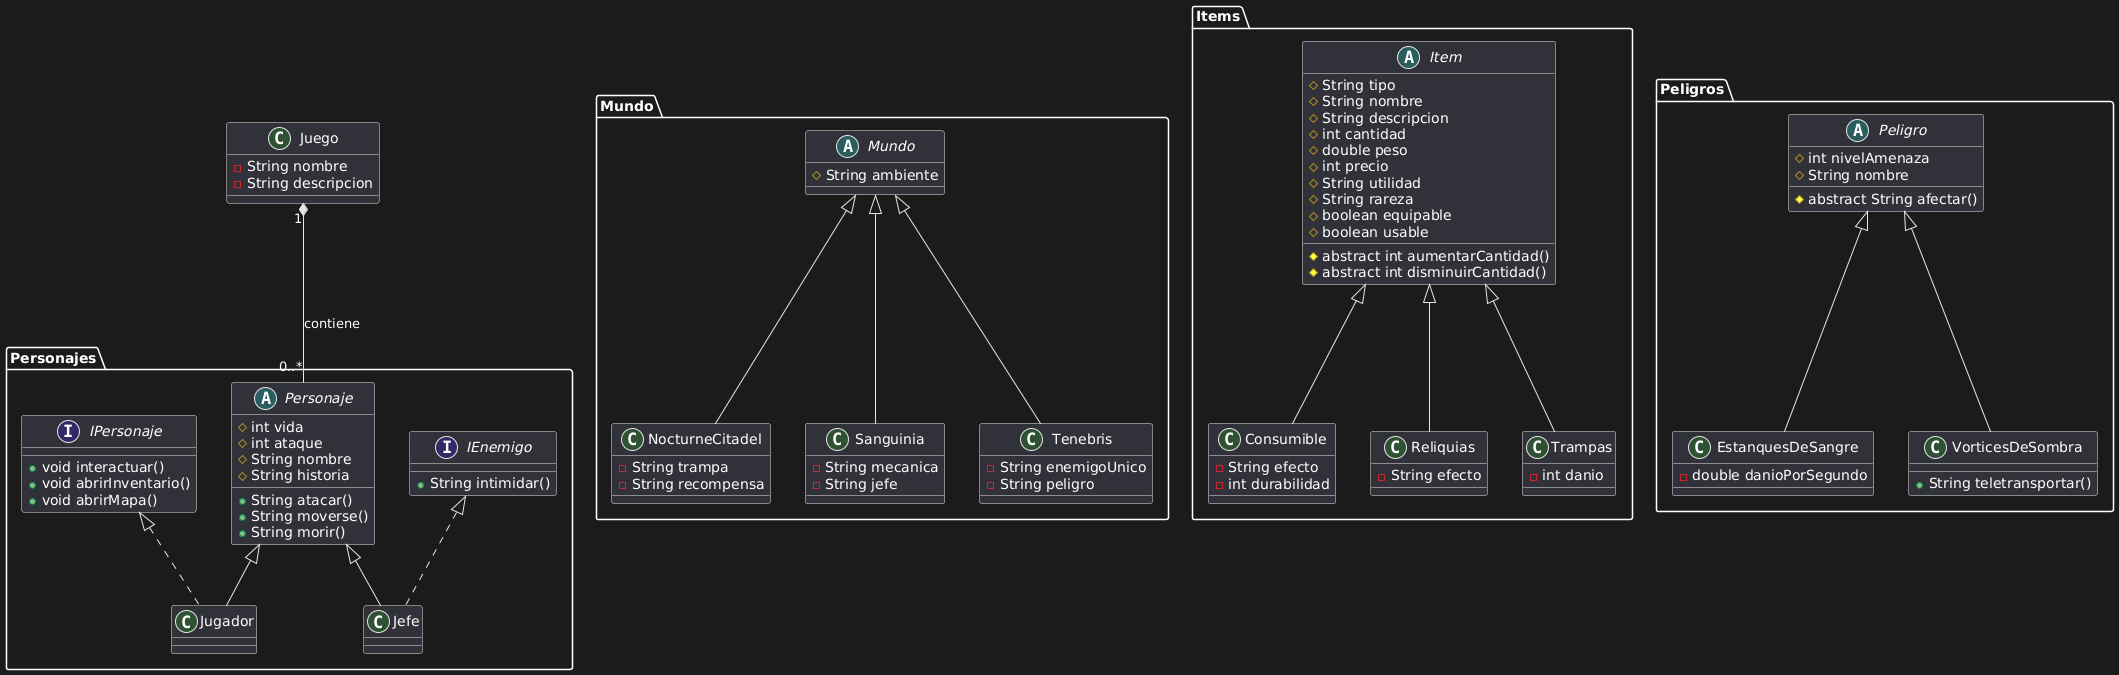 Juego
String nombre
String descripcion
1
contiene
0..*
Personajes
IPersonaje
void interactuar()
void abrirInventario()
void abrirMapa()
Personaje
int vida
int ataque
String nombre
String historia
String atacar()
String moverse()
String morir()
IEnemigo
String intimidar()
Jugador
Jefe
Mundo
Mundo
String ambiente
NocturneCitadel
String trampa
String recompensa
Sanguinia
String mecanica
String jefe
Tenebris
String enemigoUnico
String peligro
Items
Item
String tipo
String nombre
String descripcion
int cantidad
double peso
int precio
String utilidad
String rareza
boolean equipable
boolean usable
abstract int aumentarCantidad()
abstract int disminuirCantidad()
Consumible
String efecto
int durabilidad
Reliquias
String efecto
Trampas
int danio
Peligros
Peligro
int nivelAmenaza
String nombre
abstract String afectar()
EstanquesDeSangre
double danioPorSegundo
VorticesDeSombra
String teletransportar()